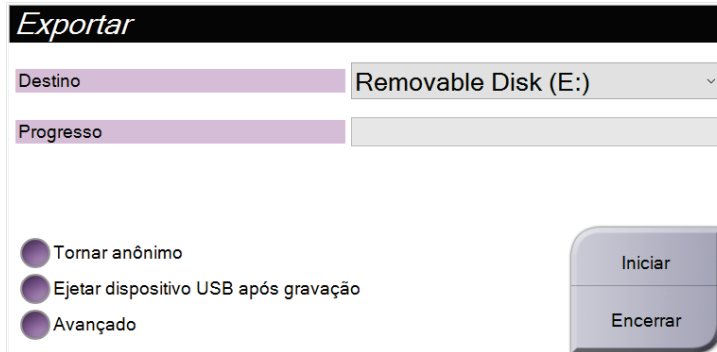 Exportar
Destino
Removable Disk (E:)
Progresso
Tornar anônimo
Ejetar dispositivo USB após gravação
Avançado
Iniciar
Encerrar